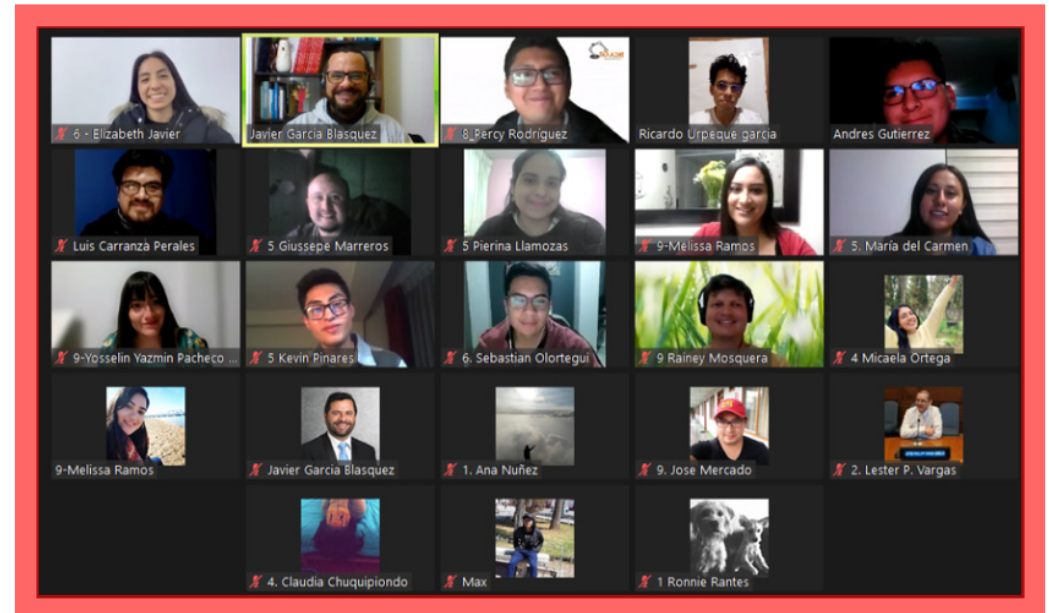 6 - Elizabeth Javier
Javier Garcia Blasquez
8_Percy Rodríguez
Ricardo Urpeque garcia
Andres Gutierrez
Luis Carranza Perales
5 Giussepe Marreros
5 Pierina Llamozas
9-Melissa Ramos
5. María del Carmen
9-Yosselin Yazmin Pacheco ...
5 Kevin Pinares
6. Sebastian Olortegui
9 Rainey Mosquera
4 Micaela Ortega
9-Melissa Ramos
Javier Garcia Blasquez
1. Ana Nuñez
9. Jose Mercado
2. Lester P. Vargas
4. Claudia Chuquipiondo
Max
1 Ronnie Rantes